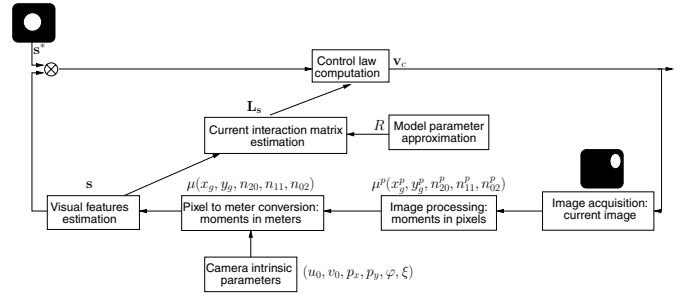 s*
Control law
computation
v_c
L_s
Current interaction matrix
estimation
R
Model parameter
approximation
s
μ(x_g, y_g, n_20, n_11, n_02)
μ^p(x_g^p, y_g^p, n_20^p, n_11^p, n_02^p)
Visual features
estimation
Pixel to meter conversion:
moments in meters
Image processing:
moments in pixels
Image acquisition:
current image
Camera intrinsic
parameters
(u_0, v_0, p_x, p_y, φ, ξ)